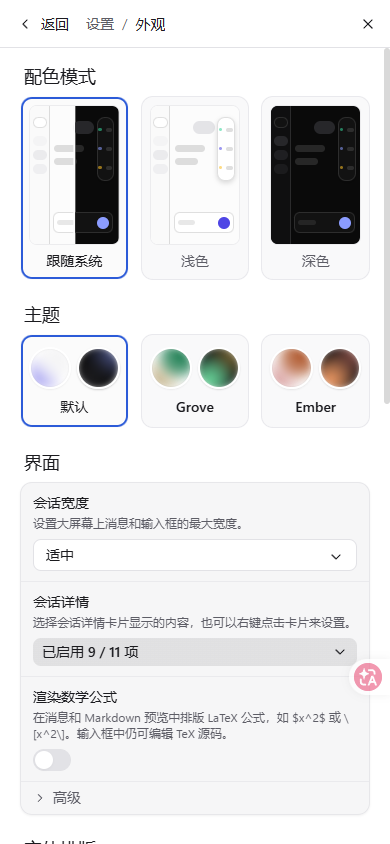 返回 设置 / 外观
配色模式
跟随系统 浅色 深色
主题
默认 Grove Ember
界面
会话宽度
设置大屏幕上消息和输入框的最大宽度。
适中
会话详情
选择会话详情卡片显示的内容，也可以右键点击卡片来设置。
已启用 9 / 11 项
渲染数学公式
在消息和 Markdown 预览中排版 LaTeX 公式，如 $x^2$ 或 \
[x^2\]。输入框中仍可编辑 TeX 源码。
高级